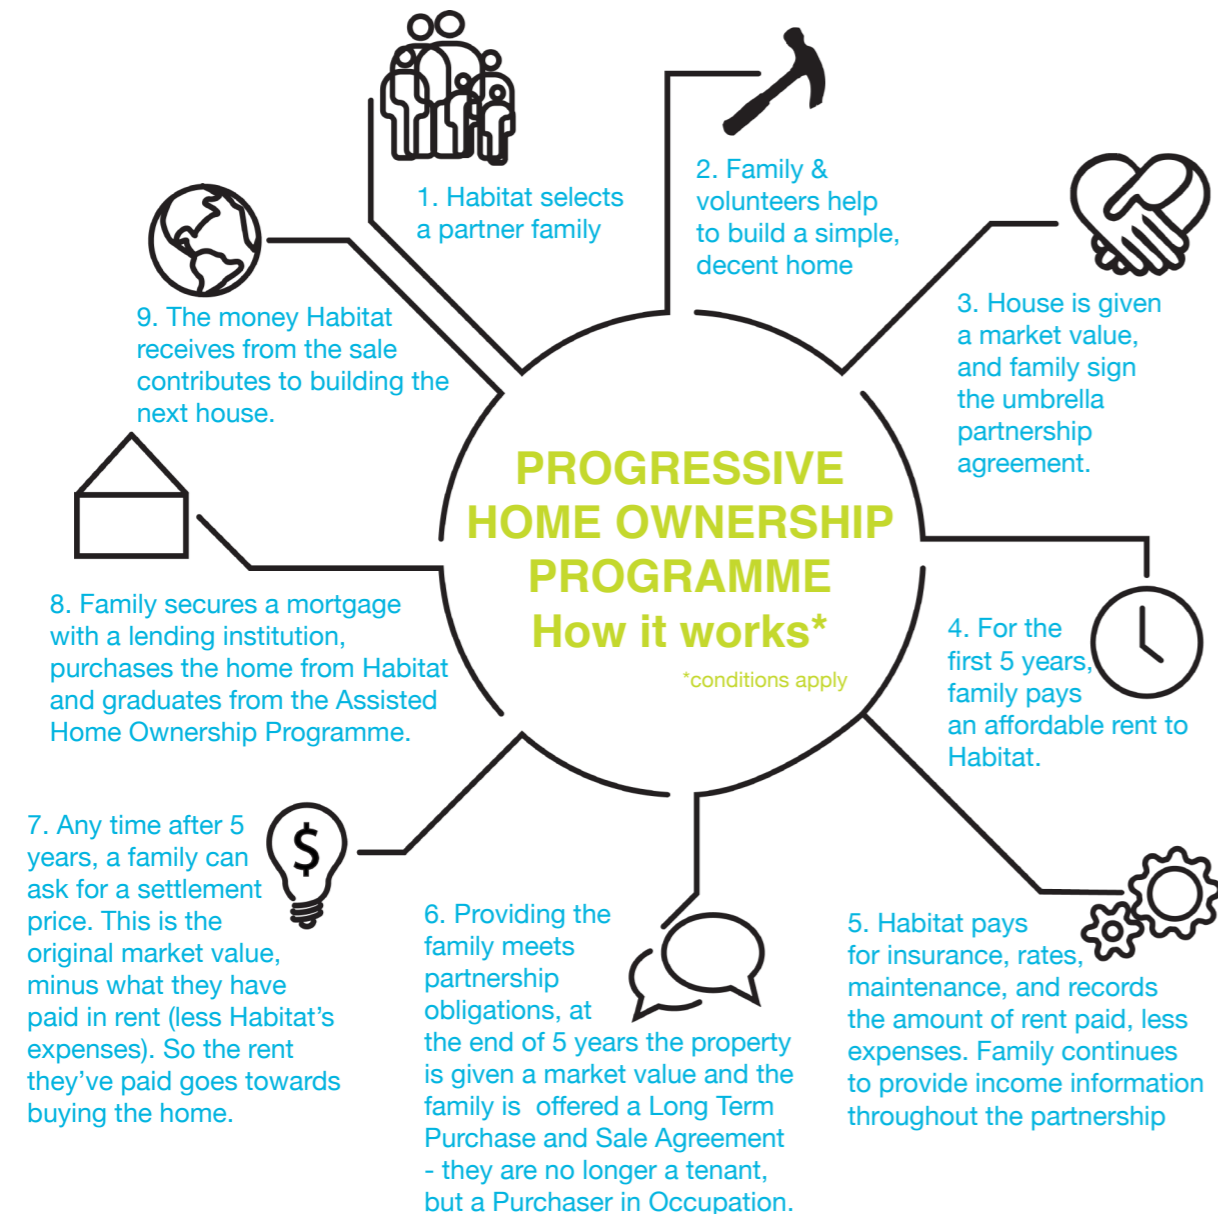 PROGRESSIVE
HOME OWNERSHIP
PROGRAMME
How it works*
*conditions apply
1. Habitat selects
a partner family
2. Family &
volunteers help
to build a simple,
decent home
3. House is given
a market value,
and family sign
the umbrella
partnership
agreement.
4. For the
first 5 years,
family pays
an affordable rent to
Habitat.
5. Habitat pays
for insurance, rates,
maintenance, and records
the amount of rent paid, less
expenses. Family continues
to provide income information
throughout the partnership
6. Providing the
family meets
partnership
obligations, at
the end of 5 years the property
is given a market value and the
family is  offered a Long Term
Purchase and Sale Agreement
- they are no longer a tenant,
but a Purchaser in Occupation.
7. Any time after 5
years, a family can
ask for a settlement
price. This is the
original market value,
minus what they have
paid in rent (less Habitat's
expenses). So the rent
they've paid goes towards
buying the home.
$
8. Family secures a mortgage
with a lending institution,
purchases the home from Habitat
and graduates from the Assisted
Home Ownership Programme.
9. The money Habitat
receives from the sale
contributes to building the
next house.